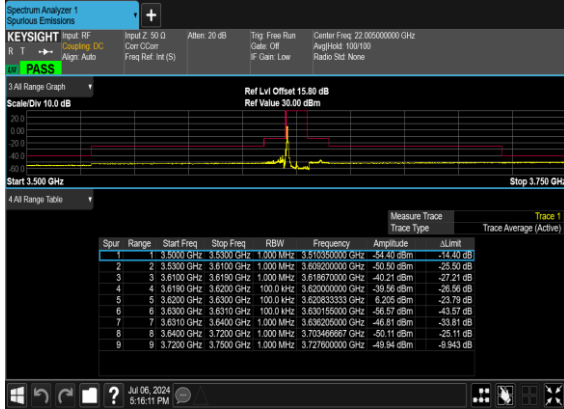 Spectrum Analyzer 1
Spurious Emissions
KEYSIGHT Input: RF Input Z: 50 Ω Atten: 20 dB Trig: Free Run Center Freq: 22.005000000 GHz
R T Coupling: DC Corr CCorr Gate: Off Avg|Hold: 100/100
Align: Auto Freq Ref: Int (S) IF Gain: Low Radio Std: None
PASS
3 All Range Graph
Ref Lvl Offset 15.80 dB
Scale/Div 10.0 dB Ref Value 30.00 dBm
20.0
0.00
-20.0
-40.0
-60.0
Start 3.500 GHz Stop 3.750 GHz
4 All Range Table
Measure Trace Trace 1
Trace Type Trace Average (Active)
Spur Range Start Freq Stop Freq RBW Frequency Amplitude ΔLimit
1 1 3.5000 GHz 3.5300 GHz 1.000 MHz 3.510350000 GHz -54.40 dBm -14.40 dB
2 2 3.5300 GHz 3.6100 GHz 1.000 MHz 3.609200000 GHz -50.50 dBm -25.50 dB
3 3 3.6100 GHz 3.6190 GHz 1.000 MHz 3.618670000 GHz -40.21 dBm -27.21 dB
4 4 3.6190 GHz 3.6200 GHz 100.0 kHz 3.620000000 GHz -39.56 dBm -26.56 dB
5 5 3.6200 GHz 3.6300 GHz 100.0 kHz 3.620833333 GHz 6.205 dBm -23.79 dB
6 6 3.6300 GHz 3.6310 GHz 100.0 kHz 3.630155000 GHz -56.57 dBm -43.57 dB
7 7 3.6310 GHz 3.6400 GHz 1.000 MHz 3.636205000 GHz -46.81 dBm -33.81 dB
8 8 3.6400 GHz 3.7200 GHz 1.000 MHz 3.703466667 GHz -50.11 dBm -25.11 dB
9 9 3.7200 GHz 3.7500 GHz 1.000 MHz 3.727600000 GHz -49.94 dBm -9.943 dB
Jul 06, 2024
5:16:11 PM